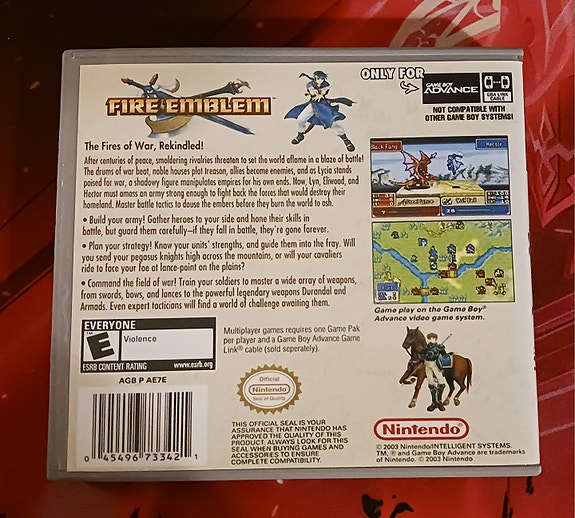 FIRE EMBLEM
ONLY FOR
GAME BOY
ADVANCE
GBA LINK
CABLE
NOT COMPATIBLE WITH
OTHER GAME BOY SYSTEMS!
The Fires of War, Rekindled!
After centuries of peace, smoldering rivalries threaten to set the world aflame in a blaze of battle!
The drums of war beat, noble houses plot treason, allies become enemies, and as Lycia stands
poised for war, a shadowy figure manipulates empires for his own ends. Now, Lyn, Eliwood, and
Hector must amass an army strong enough to fight back the forces that would destroy their
homeland. Master battle tactics to douse the embers before they burn the world to ash.
• Build your army! Gather heroes to your side and hone their skills in
battle, but guard them carefully—if they fall in battle, they're gone forever.
• Plan your strategy! Know your units' strengths, and guide them into the fray. Will
you send your pegasus knights high across the mountains, or will your cavaliers
ride to face your foe at lance-point on the plains?
• Command the field of war! Train your soldiers to master a wide array of weapons,
from swords, bows, and lances to the powerful legendary weapons Durandal and
Armads. Even expert tacticians will find a world of challenge awaiting them.
Black Fang
Hector
Game play on the Game Boy®
Advance video game system.
EVERYONE
E
Violence
ESRB CONTENT RATING
www.esrb.org
Multiplayer games requires one Game Pak
per player and a Game Boy Advance Game
Link® cable (sold seperately).
AGB P AE7E
0 45496 73342 1
Official
Nintendo
Seal of Quality
THIS OFFICIAL SEAL IS YOUR
ASSURANCE THAT NINTENDO HAS
APPROVED THE QUALITY OF THIS
PRODUCT. ALWAYS LOOK FOR THIS
SEAL WHEN BUYING GAMES AND
ACCESSORIES TO ENSURE
COMPLETE COMPATIBILITY.
Nintendo
© 2003 Nintendo/INTELLIGENT SYSTEMS.
TM, ® and Game Boy Advance are trademarks
of Nintendo. © 2003 Nintendo.